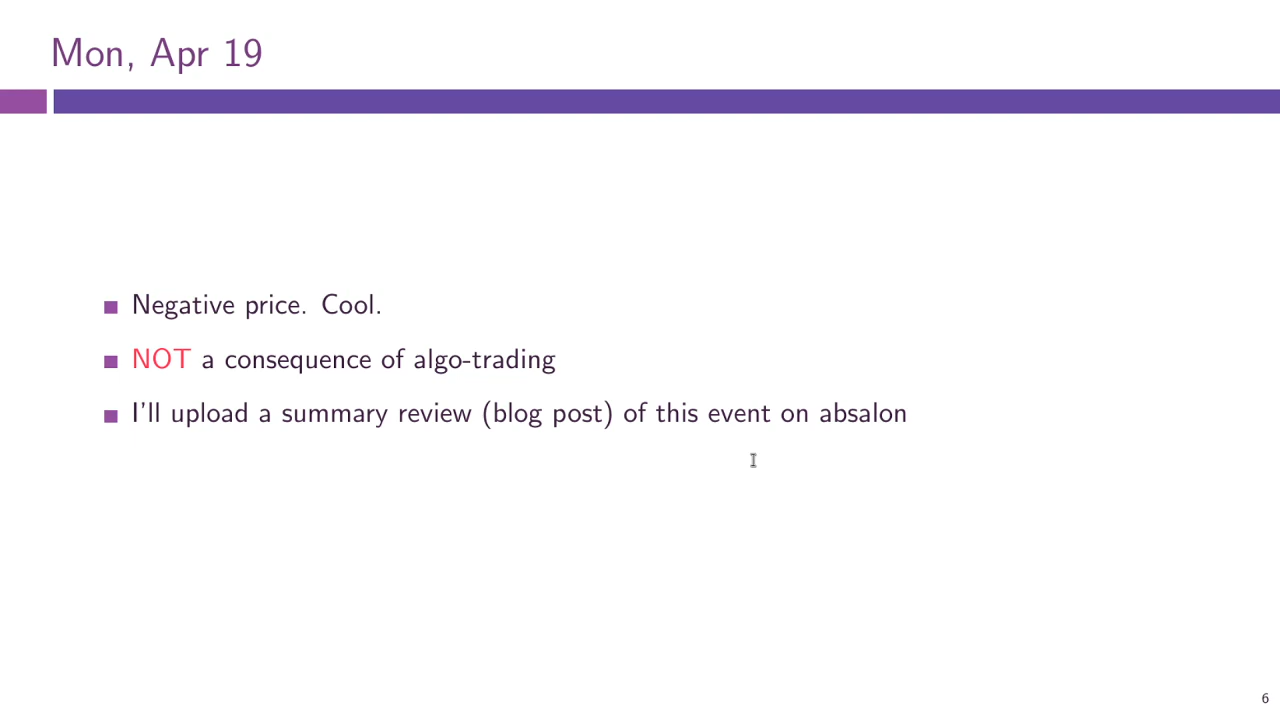 Mon, Apr 19
Negative price. Cool.
NOT a consequence of algo-trading
I'll upload a summary review (blog post) of this event on absalon
6